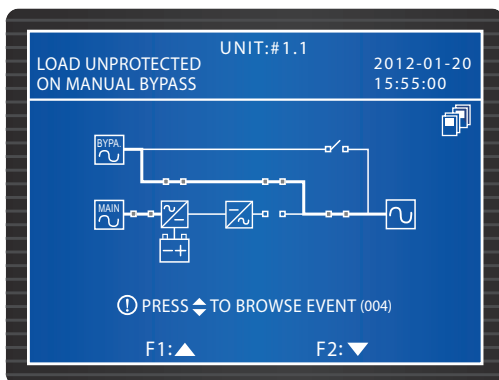 UNIT:#1.1
LOAD UNPROTECTED
ON MANUAL BYPASS
2012-01-20
15:55:00
BYPA.
MAIN
PRESS TO BROWSE EVENT (004)
F1:
F2: